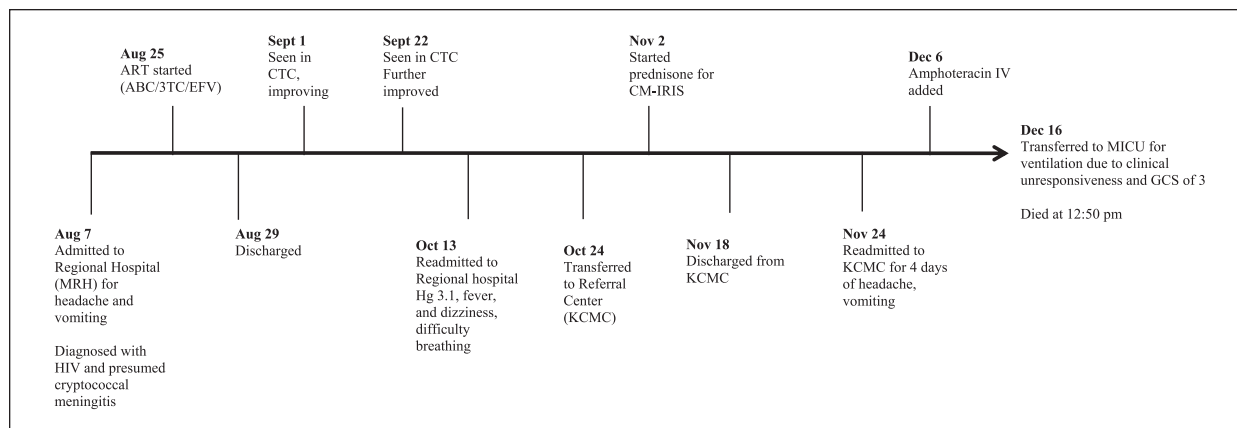 Aug 25
ART started
(ABC/3TC/EFV)
Sept 1
Seen in
CTC,
improving
Sept 22
Seen in CTC
Further
improved
Nov 2
Started
prednisone for
CM-IRIS
Dec 6
Amphoteracin IV
added
Dec 16
Transferred to MICU for
ventilation due to clinical
unresponsiveness and GCS of 3
Died at 12:50 pm
Aug 7
Admitted to
Regional Hospital
(MRH) for
headache and
vomiting
Diagnosed with
HIV and presumed
cryptococcal
meningitis
Aug 29
Discharged
Oct 13
Readmitted to
Regional hospital
Hg 3.1, fever,
and dizziness,
difficulty
breathing
Oct 24
Transferred
to Referral
Center
(KCMC)
Nov 18
Discharged from
KCMC
Nov 24
Readmitted to
KCMC for 4 days
of headache,
vomiting